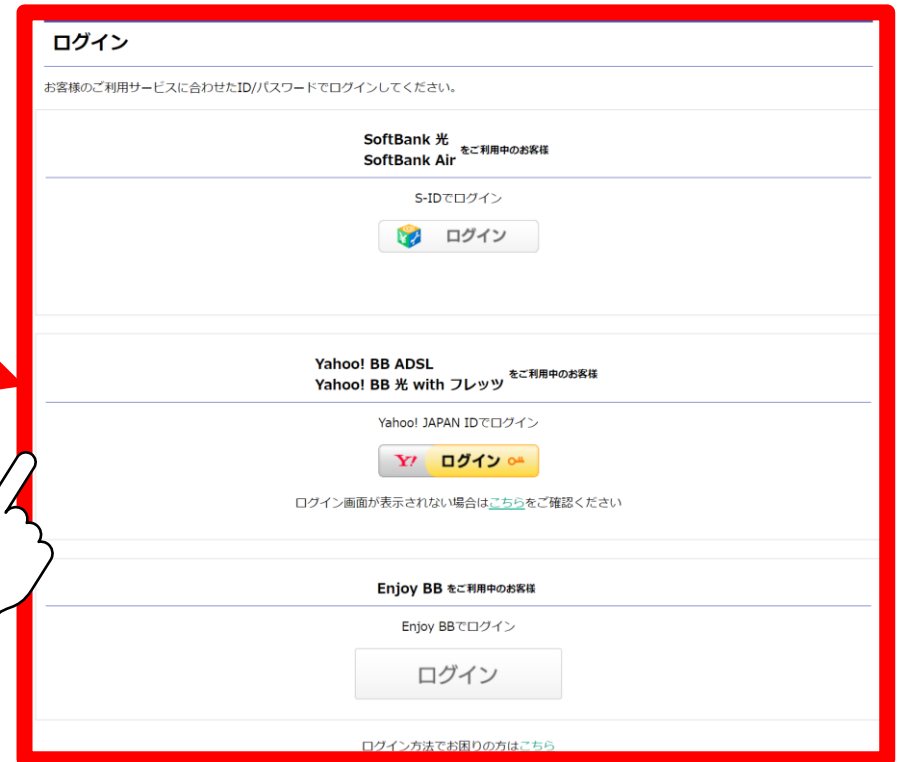 ログイン
お客様のご利用サービスに合わせたID/パスワードでログインしてください。
SoftBank 光
SoftBank Air
をご利用中のお客様
S-IDでログイン
ログイン
Yahoo! BB ADSL
Yahoo! BB 光 with フレッツ
をご利用中のお客様
Yahoo! JAPAN IDでログイン
Y! ログイン
ログイン画面が表示されない場合はこちらをご確認ください
Enjoy BB をご利用中のお客様
Enjoy BBでログイン
ログイン
ログイン方法でお困りの方はこちら